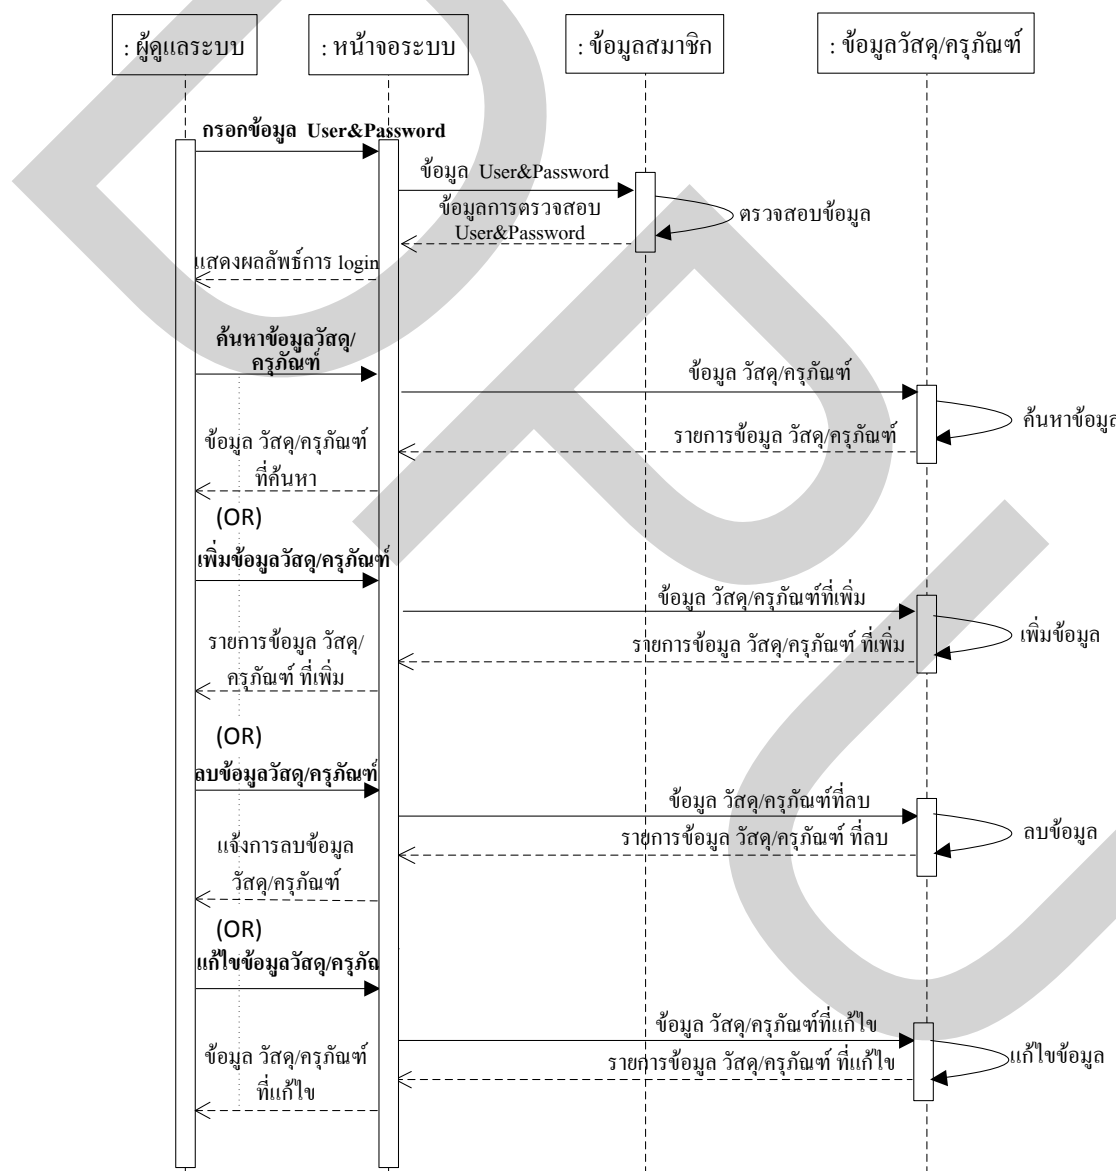 : ผู้ดูแลระบบ
: หน้าจอระบบ
: ข้อมูลสมาชิก
: ข้อมูลวัสดุ/ครุภัณฑ์
กรอกข้อมูล User&Password
ข้อมูล User&Password
ข้อมูลการตรวจสอบ
User&Password
ตรวจสอบข้อมูล
แสดงผลลัพธ์การ login
ค้นหาข้อมูลวัสดุ/
ครุภัณฑ์
ข้อมูล วัสดุ/ครุภัณฑ์
ค้นหาข้อมูล
รายการข้อมูล วัสดุ/ครุภัณฑ์
ข้อมูล วัสดุ/ครุภัณฑ์
ที่ค้นหา
(OR)
เพิ่มข้อมูลวัสดุ/ครุภัณฑ์
ข้อมูล วัสดุ/ครุภัณฑ์ที่เพิ่ม
เพิ่มข้อมูล
รายการข้อมูล วัสดุ/ครุภัณฑ์ ที่เพิ่ม
รายการข้อมูล วัสดุ/
ครุภัณฑ์ ที่เพิ่ม
(OR)
ลบข้อมูลวัสดุ/ครุภัณฑ์
ข้อมูล วัสดุ/ครุภัณฑ์ที่ลบ
ลบข้อมูล
รายการข้อมูล วัสดุ/ครุภัณฑ์ ที่ลบ
แจ้งการลบข้อมูล
วัสดุ/ครุภัณฑ์
(OR)
แก้ไขข้อมูลวัสดุ/ครุภัณ
ข้อมูล วัสดุ/ครุภัณฑ์ที่แก้ไข
แก้ไขข้อมูล
รายการข้อมูล วัสดุ/ครุภัณฑ์ ที่แก้ไข
ข้อมูล วัสดุ/ครุภัณฑ์
ที่แก้ไข
DPU